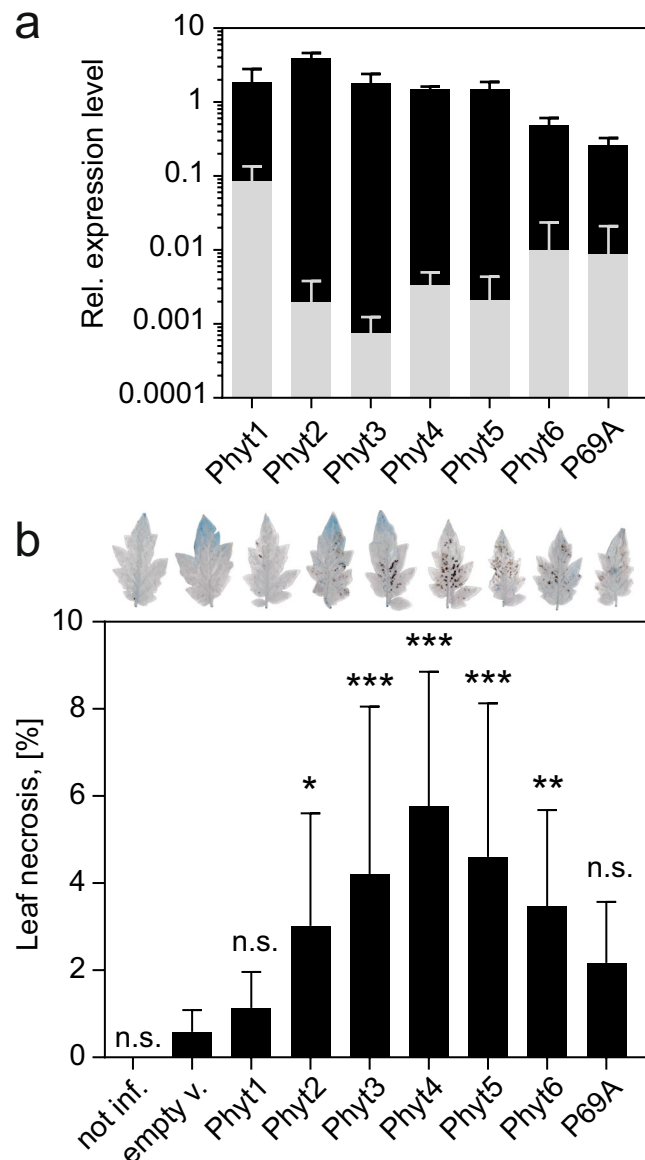 a
Rel. expression level
10
1
0.1
0.01
0.001
0.0001
Phyt1
Phyt2
Phyt3
Phyt4
Phyt5
Phyt6
P69A
b
Leaf necrosis, [%]
10
8
6
4
2
0
n.s.
n.s.
*
***
***
***
**
n.s.
not inf.
empty v.
Phyt1
Phyt2
Phyt3
Phyt4
Phyt5
Phyt6
P69A